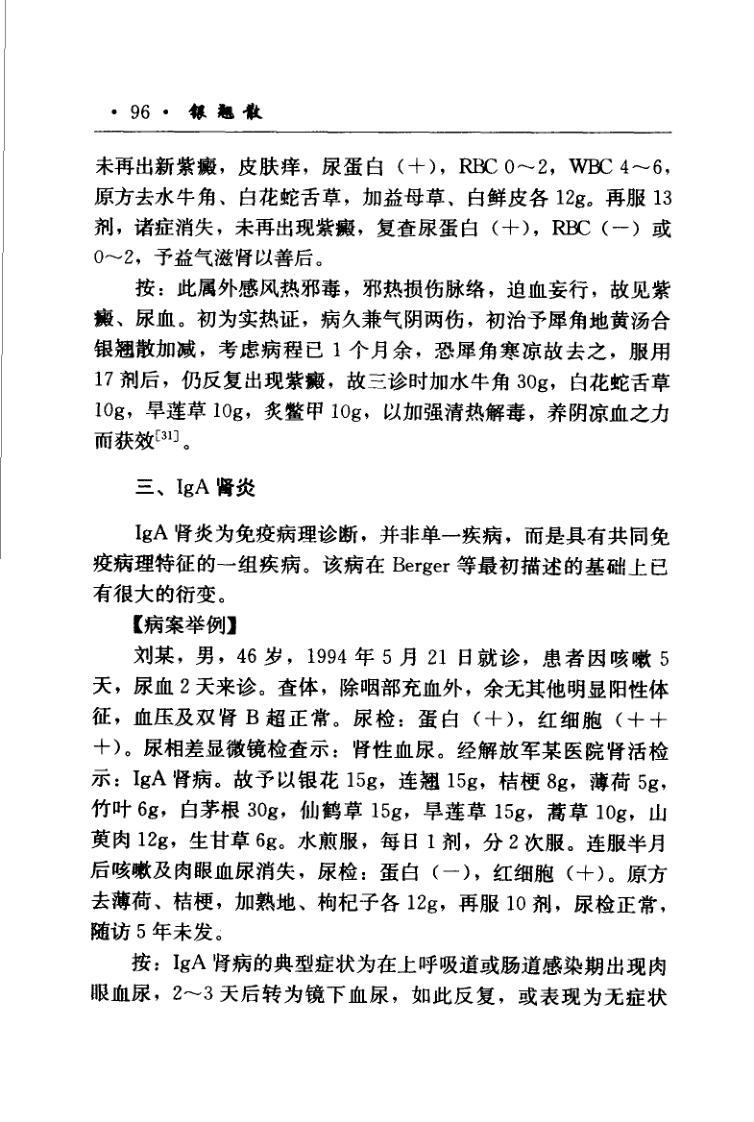 · 96 · 银翘散
未再出新紫癜，皮肤痒，尿蛋白（＋），RBC 0～2，WBC 4～6，
原方去水牛角、白花蛇舌草，加益母草、白鲜皮各 12g。再服 13
剂，诸症消失，未再出现紫癜，复查尿蛋白（＋），RBC（－）或
0～2，予益气滋肾以善后。
按：此属外感风热邪毒，邪热损伤脉络，迫血妄行，故见紫
癜、尿血。初为实热证，病久兼气阴两伤，初治予犀角地黄汤合
银翘散加减，考虑病程已 1 个月余，恐犀角寒凉故去之，服用
17 剂后，仍反复出现紫癜，故三诊时加水牛角 30g，白花蛇舌草
10g，旱莲草 10g，炙鳖甲 10g，以加强清热解毒，养阴凉血之力
而获效[31]。
三、IgA 肾炎
IgA 肾炎为免疫病理诊断，并非单一疾病，而是具有共同免
疫病理特征的一组疾病。该病在 Berger 等最初描述的基础上已
有很大的衍变。
【病案举例】
刘某，男，46 岁，1994 年 5 月 21 日就诊，患者因咳嗽 5
天，尿血 2 天来诊。查体，除咽部充血外，余无其他明显阳性体
征，血压及双肾 B 超正常。尿检：蛋白（＋），红细胞（＋＋
＋）。尿相差显微镜检查示：肾性血尿。经解放军某医院肾活检
示：IgA 肾病。故予以银花 15g，连翘 15g，桔梗 8g，薄荷 5g，
竹叶 6g，白茅根 30g，仙鹤草 15g，旱莲草 15g，蒿草 10g，山
萸肉 12g，生甘草 6g。水煎服，每日 1 剂，分 2 次服。连服半月
后咳嗽及肉眼血尿消失，尿检：蛋白（－），红细胞（＋）。原方
去薄荷、桔梗，加熟地、枸杞子各 12g，再服 10 剂，尿检正常，
随访 5 年未发。
按：IgA 肾病的典型症状为在上呼吸道或肠道感染期出现肉
眼血尿，2～3 天后转为镜下血尿，如此反复，或表现为无症状